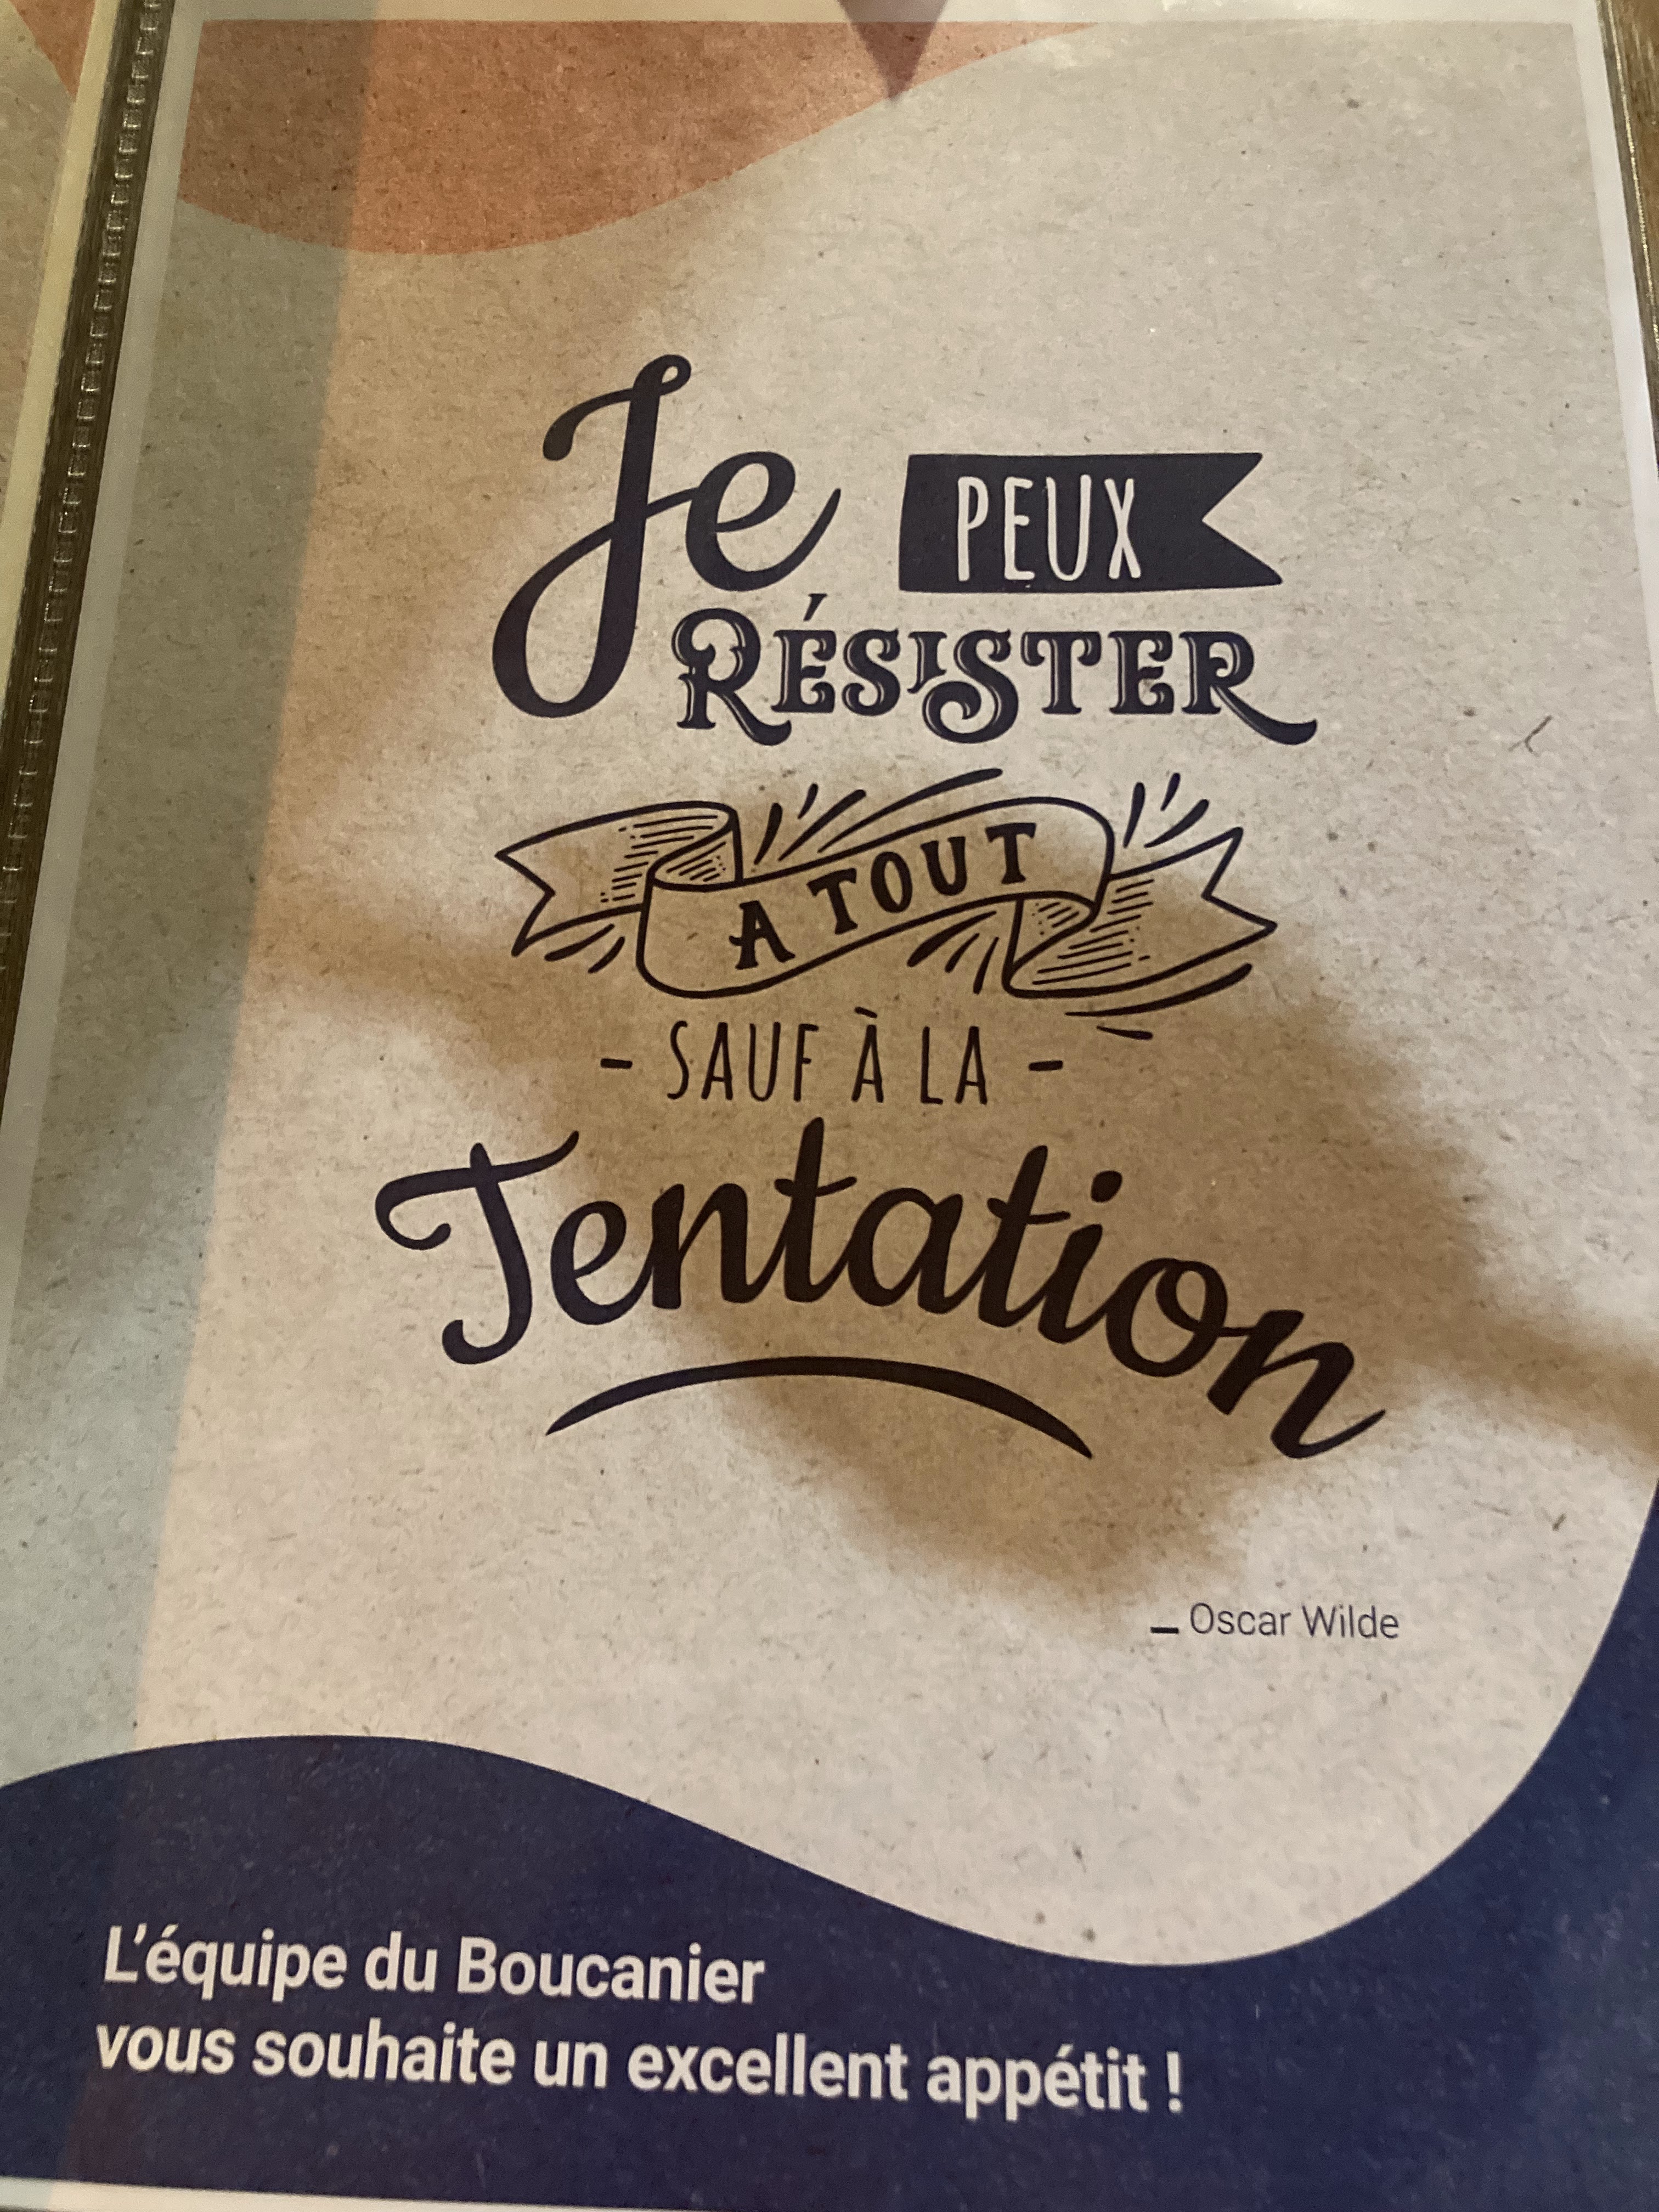 Je PEUX
RÉSISTER
A TOUT
- SAUF À LA -
Tentation
_ Oscar Wilde
L'équipe du Boucanier
vous souhaite un excellent appétit !